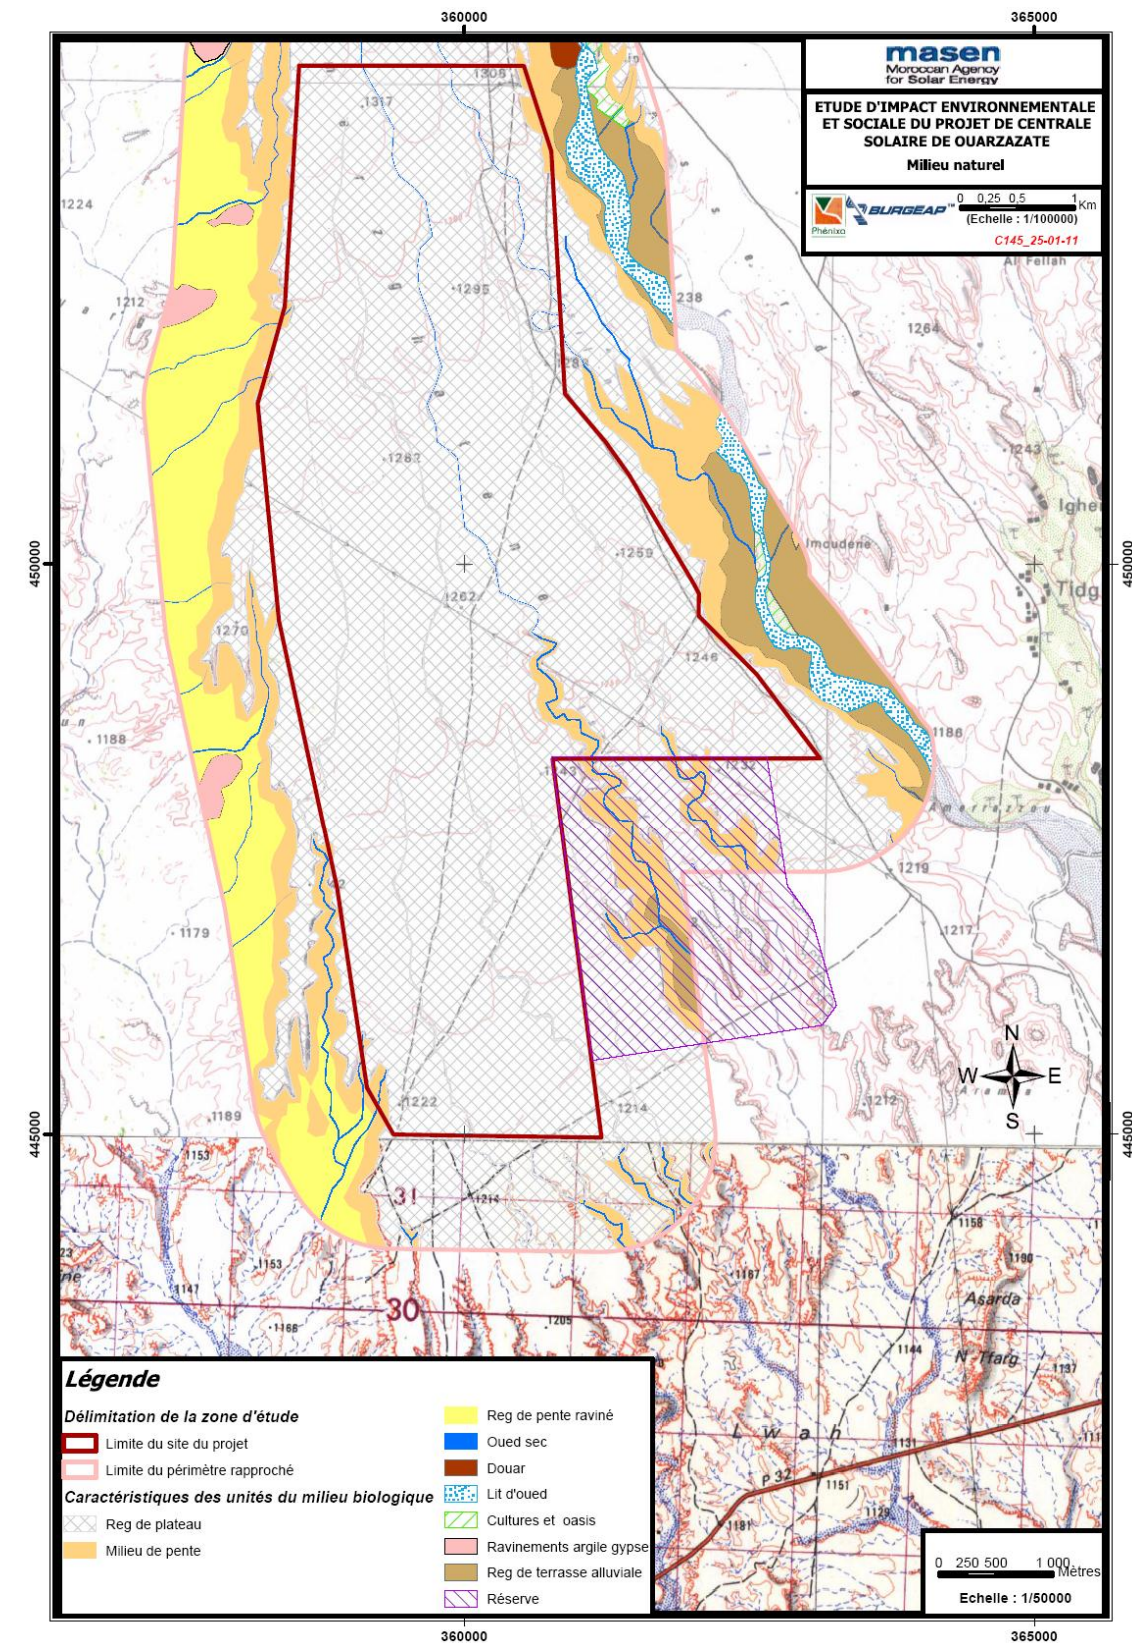 360000
365000
masen
Moroccan Agency
for Solar Energy
ETUDE D'IMPACT ENVIRONNEMENTALE
ET SOCIALE DU PROJET DE CENTRALE
SOLAIRE DE OUARZAZATE
Milieu naturel
Phénixa
BURGEAP™
0 0,25 0,5 1 Km
(Echelle : 1/100000)
C145_25-01-11
1306
1317
1224
Al Fellah
1295
1212
238
1264
1282
1243
Igher
1259
Imoudene
450000
450000
1262
Tidg
1270
1246
1186
1188
1243
1232
Amerrazzou
1219
1179
1217
N
W
E
S
1222
1214
1212
1189
445000
445000
1153
31
1214
1158
1153
1190
1187
1147
Asarda
30
1166
1205
1144
N'Tfarg
1137
Légende
Délimitation de la zone d'étude
Limite du site du projet
Limite du périmètre rapproché
Caractéristiques des unités du milieu biologique
Reg de plateau
Milieu de pente
Reg de pente raviné
Oued sec
Douar
Lit d'oued
Cultures et oasis
Ravinements argile gypse
Reg de terrasse alluviale
Réserve
Lwah
1131
P 32
1151
1129
Assif
1181
0 250 500 1 000
Mètres
Echelle : 1/50000
360000
365000